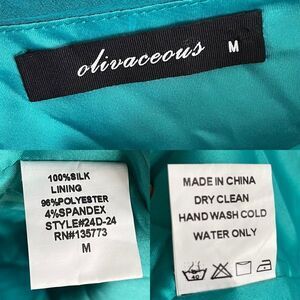 olivaceous M
100%SILK
LINING
96%POLYESTER
4%SPANDEX
STYLE#24D-24
RN#135773
M
MADE IN CHINA
DRY CLEAN
HAND WASH COLD
WATER ONLY